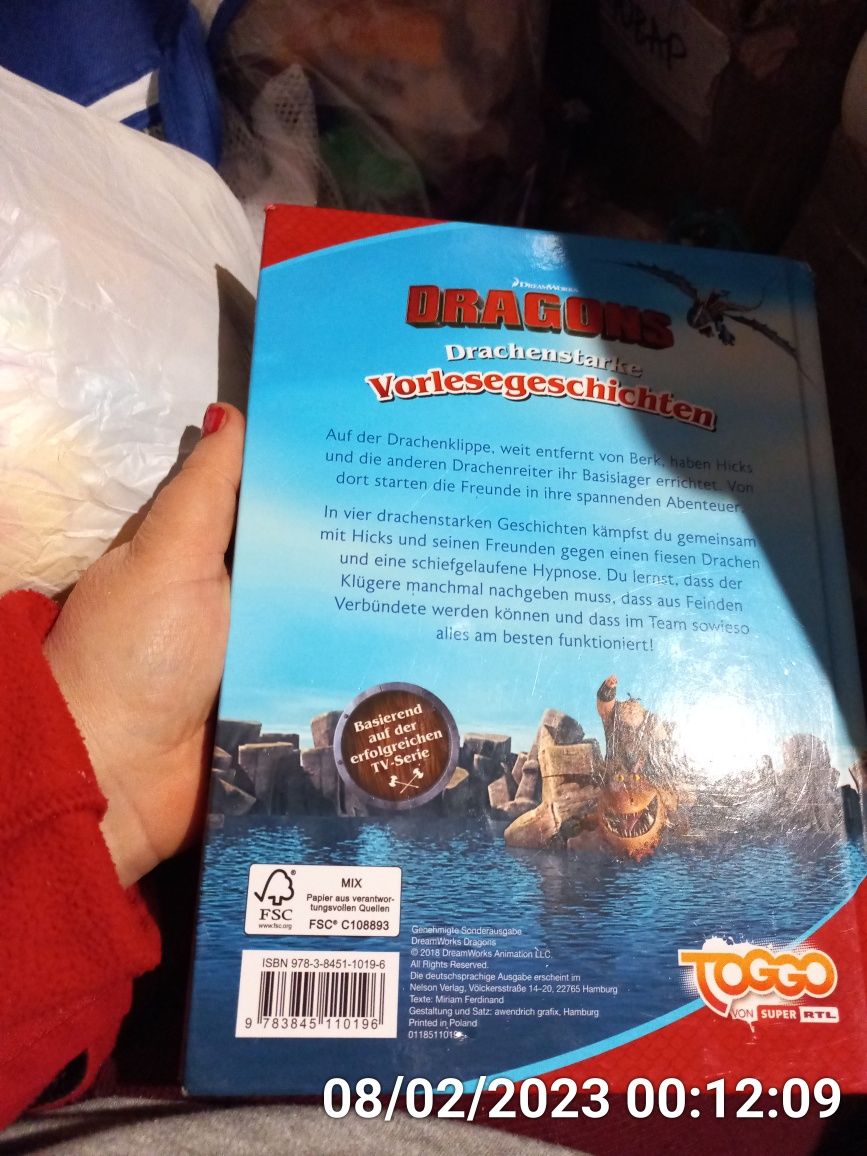 DREAMWORKS
DRAGONS
Drachenstarke
Vorlesegeschichten
Auf der Drachenklippe, weit entfernt von Berk, haben Hicks
und die anderen Drachenreiter ihr Basislager errichtet. Von
dort starten die Freunde in ihre spannenden Abenteuer.
In vier drachenstarken Geschichten kämpfst du gemeinsam
mit Hicks und seinen Freunden gegen einen fiesen Drachen
und eine schiefgelaufene Hypnose. Du lernst, dass der
Klügere manchmal nachgeben muss, dass aus Feinden
Verbündete werden können und dass im Team sowieso
alles am besten funktioniert!
Basierend
auf der
erfolgreichen
TV-Serie
FSC®
www.fsc.org
MIX
Papier aus verantwor-
tungsvollen Quellen
FSC® C108893
ISBN 978-3-8451-1019-6
9 783845 110196
Genehmigte Sonderausgabe
DreamWorks Dragons
© 2018 DreamWorks Animation LLC.
All Rights Reserved.
Die deutschsprachige Ausgabe erscheint im
Nelson Verlag, Völckersstraße 14–20, 22765 Hamburg
Texte: Miriam Ferdinand
Gestaltung und Satz: awendrich grafix, Hamburg
Printed in Poland
TOGGO
VON SUPER RTL
08/02/2023 00:12:09